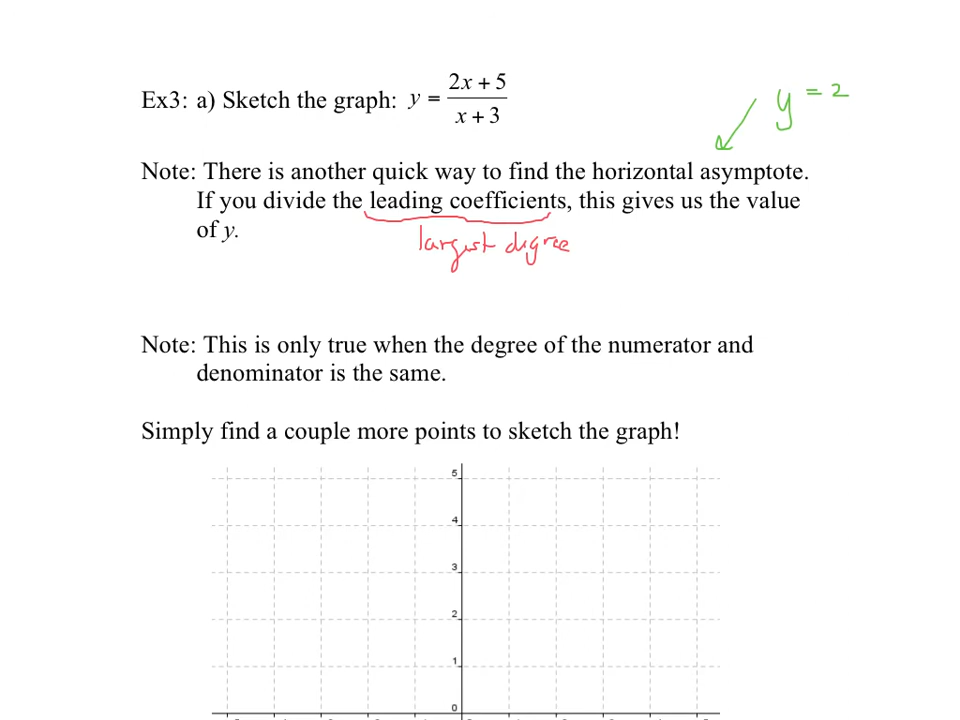 Ex3: a) Sketch the graph: y = (2x + 5)/(x + 3)
y = 2
Note: There is another quick way to find the horizontal asymptote.
If you divide the leading coefficients, this gives us the value
of y.
largest degree
Note: This is only true when the degree of the numerator and
denominator is the same.
Simply find a couple more points to sketch the graph!
5
4
3
2
1
0